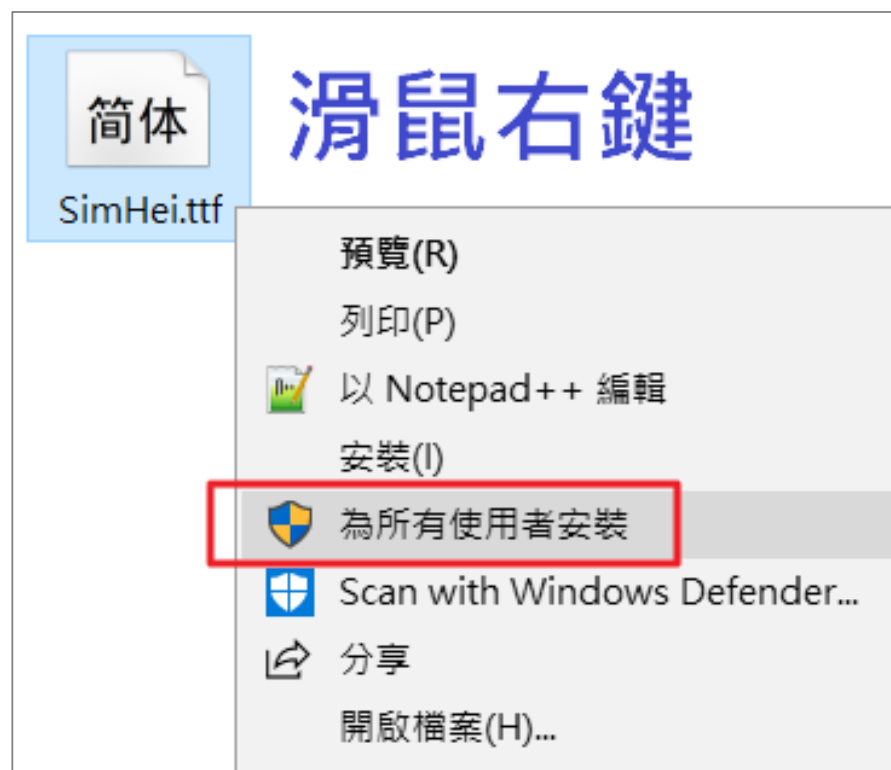 简体
滑鼠右鍵
SimHei.ttf
預覽(R)
列印(P)
以 Notepad++ 編輯
安裝(I)
為所有使用者安裝
Scan with Windows Defender...
分享
開啟檔案(H)...